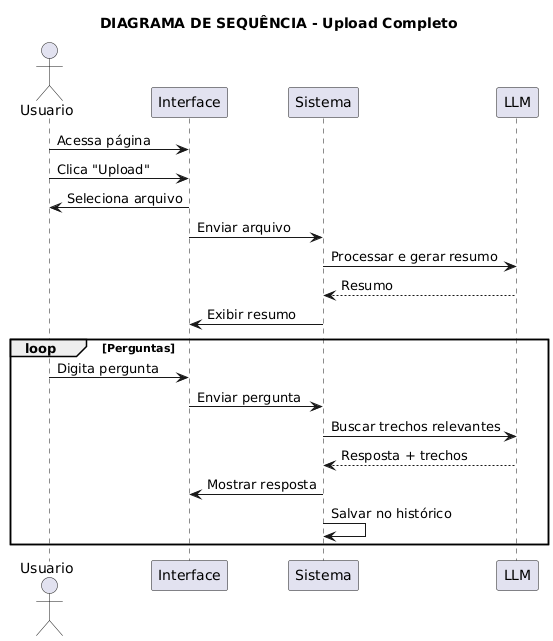 DIAGRAMA DE SEQUÊNCIA - Upload Completo
Usuario
Interface
Sistema
LLM
Acessa página
Clica "Upload"
Seleciona arquivo
Enviar arquivo
Processar e gerar resumo
Resumo
Exibir resumo
loop [Perguntas]
Digita pergunta
Enviar pergunta
Buscar trechos relevantes
Resposta + trechos
Mostrar resposta
Salvar no histórico
Usuario
Interface
Sistema
LLM